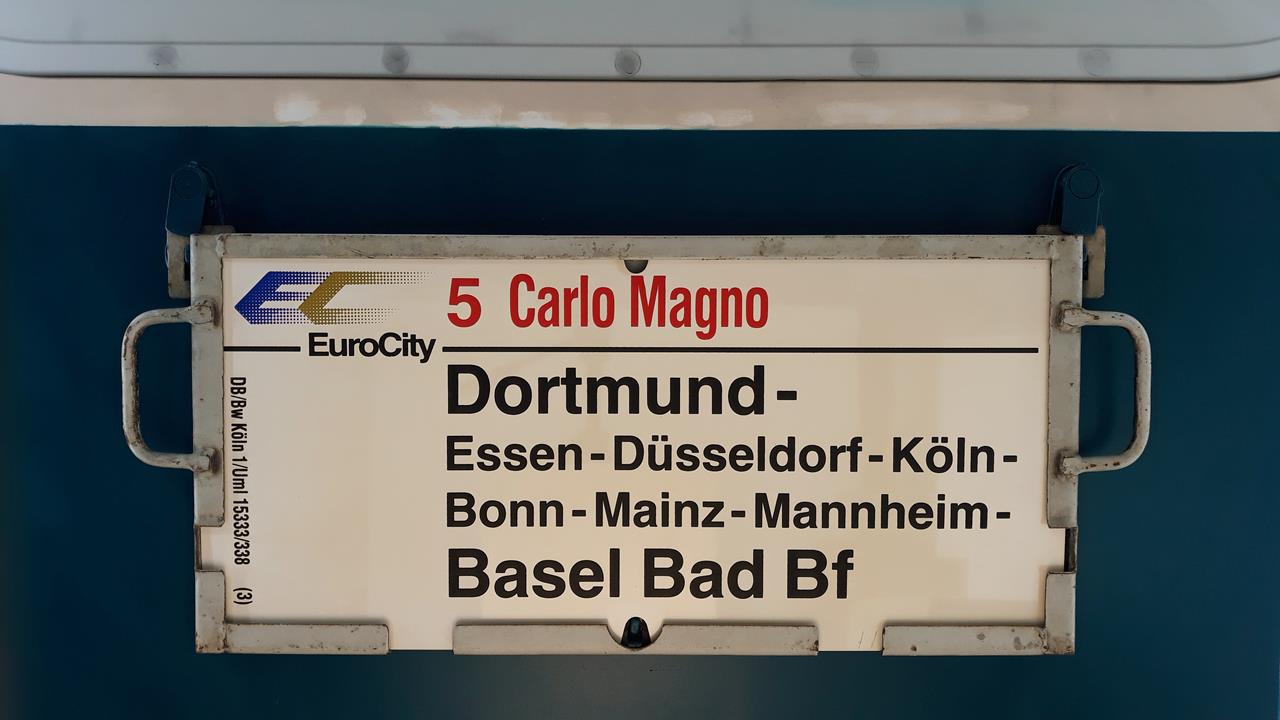 EC 5 Carlo Magno
EuroCity
Dortmund-
Essen-Düsseldorf-Köln-
Bonn-Mainz-Mannheim-
Basel Bad Bf
DB/Bw Köln 1/Uml 15333/338 (3)